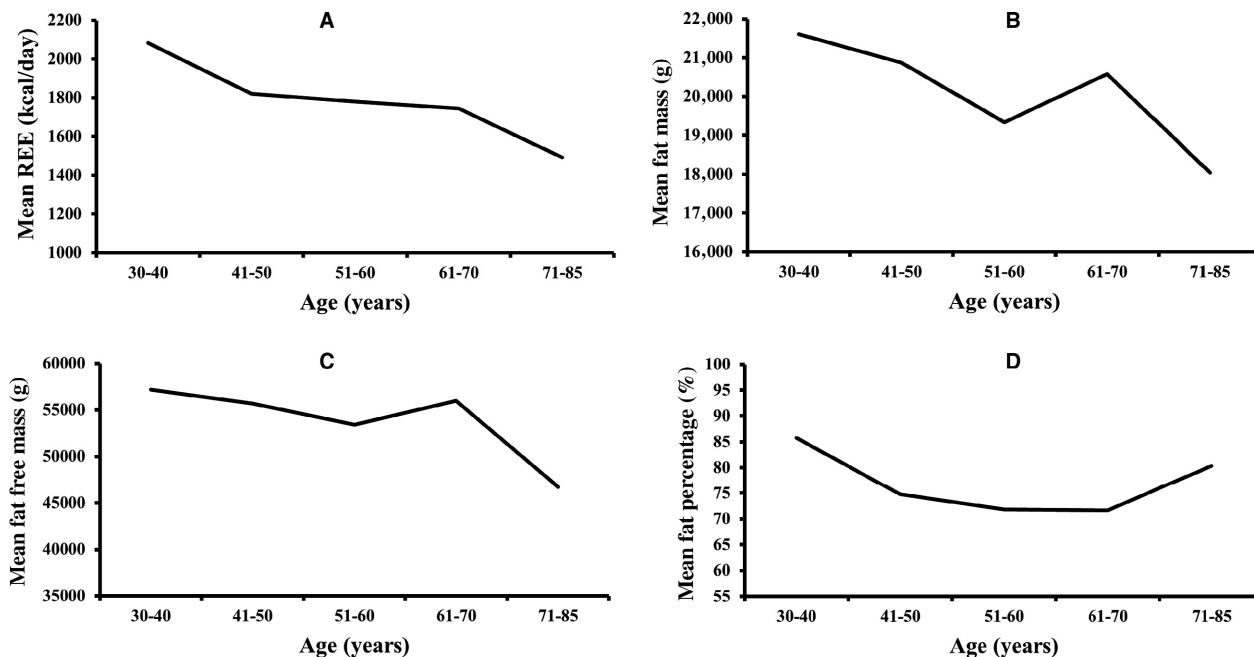 A
Mean REE (kcal/day)
2200
2000
1800
1600
1400
1200
1000
30-40 41-50 51-60 61-70 71-85
Age (years)
B
Mean fat mass (g)
22,000
21,000
20,000
19,000
18,000
17,000
16,000
30-40 41-50 51-60 61-70 71-85
Age (years)
C
Mean fat free mass (g)
60000
55000
50000
45000
40000
35000
30-40 41-50 51-60 61-70 71-85
Age (years)
D
Mean fat percentage (%)
100
95
90
85
80
75
70
65
60
55
30-40 41-50 51-60 61-70 71-85
Age (years)